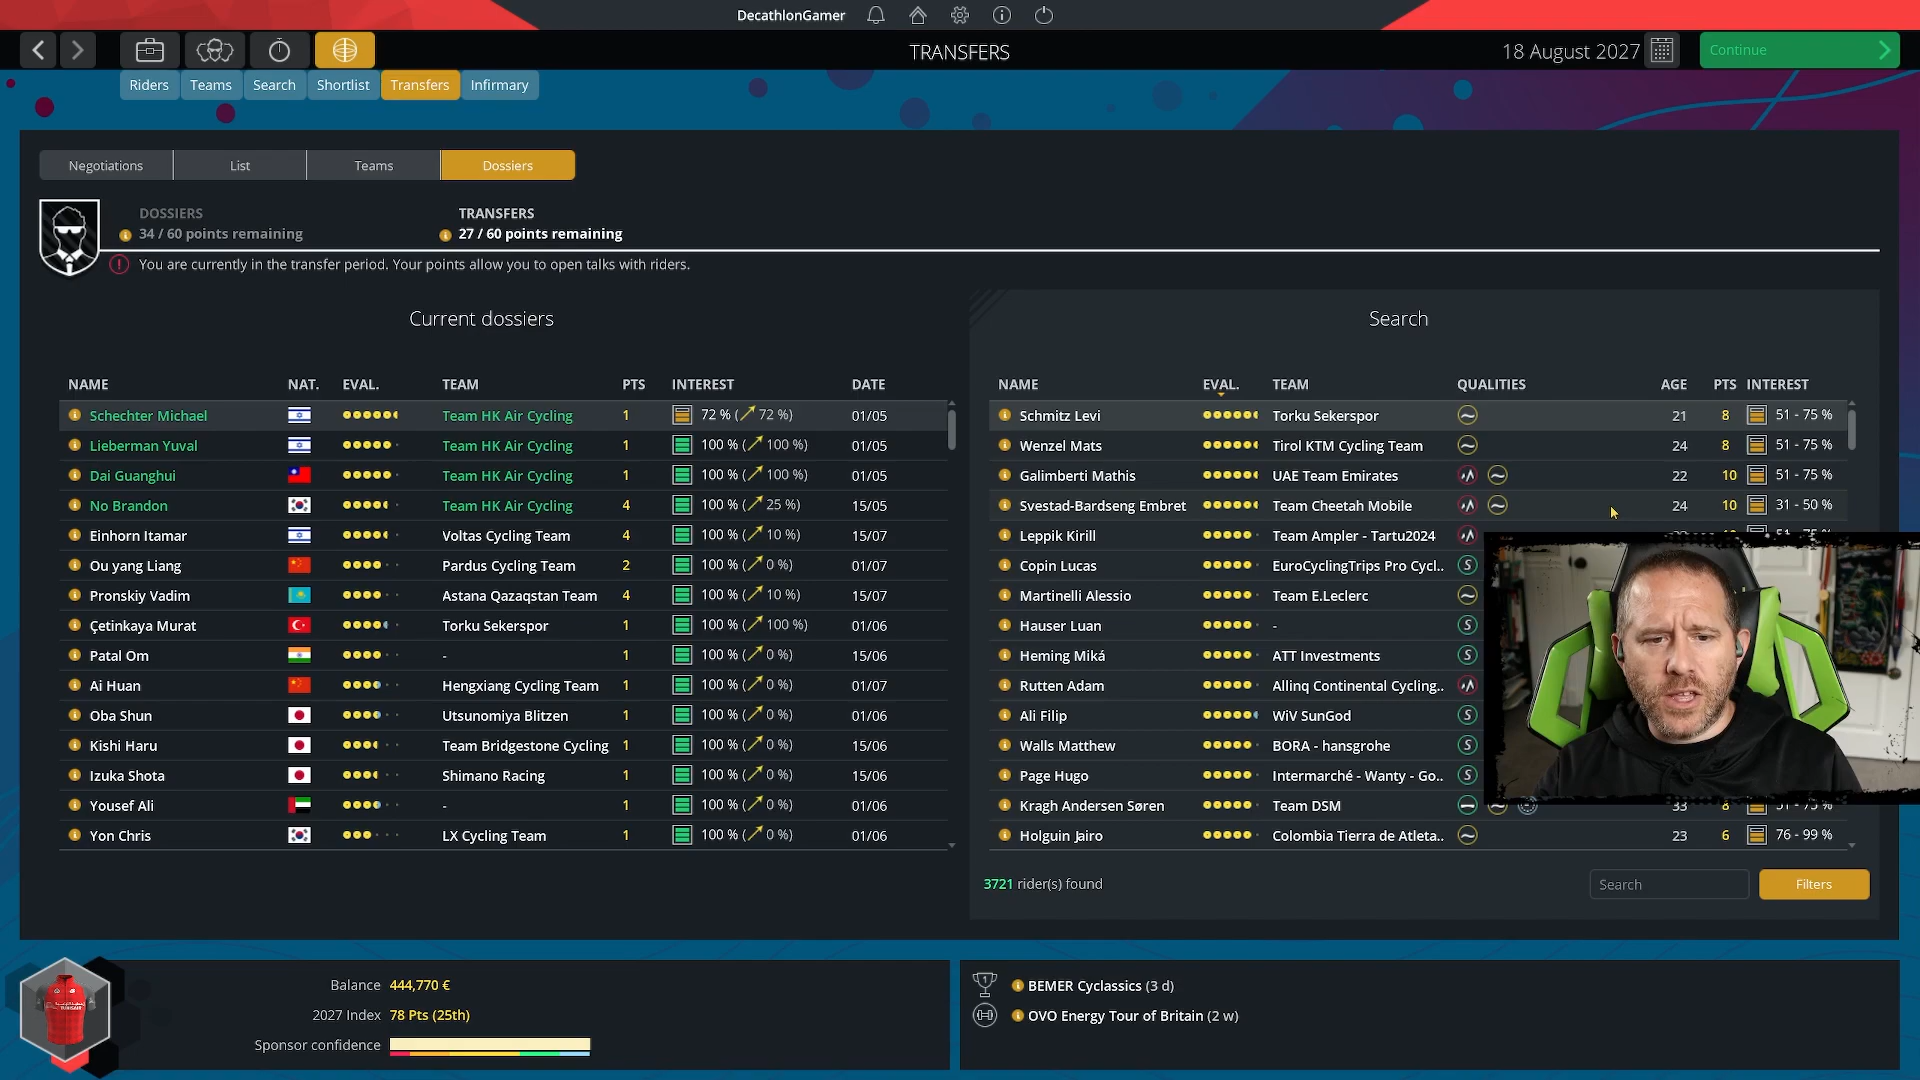 DecathlonGamer
TRANSFERS
18 August 2027
Continue
Riders Teams Search Shortlist Transfers Infirmary
Negotiations List Teams Dossiers
DOSSIERS
34 / 60 points remaining
TRANSFERS
27 / 60 points remaining
You are currently in the transfer period. Your points allow you to open talks with riders.
Current dossiers
NAME NAT. EVAL. TEAM PTS INTEREST DATE
Schechter Michael Team HK Air Cycling 1 72 % ( 72 %) 01/05
Lieberman Yuval Team HK Air Cycling 1 100 % ( 100 %) 01/05
Dai Guanghui Team HK Air Cycling 1 100 % ( 100 %) 01/05
No Brandon Team HK Air Cycling 4 100 % ( 25 %) 15/05
Einhorn Itamar Voltas Cycling Team 4 100 % ( 10 %) 15/07
Ou yang Liang Pardus Cycling Team 2 100 % ( 0 %) 01/07
Pronskiy Vadim Astana Qazaqstan Team 4 100 % ( 10 %) 15/07
Çetinkaya Murat Torku Sekerspor 1 100 % ( 100 %) 01/06
Patal Om - 1 100 % ( 0 %) 15/06
Ai Huan Hengxiang Cycling Team 1 100 % ( 0 %) 01/07
Oba Shun Utsunomiya Blitzen 1 100 % ( 0 %) 01/06
Kishi Haru Team Bridgestone Cycling 1 100 % ( 0 %) 15/06
Izuka Shota Shimano Racing 1 100 % ( 0 %) 15/06
Yousef Ali - 1 100 % ( 0 %) 01/06
Yon Chris LX Cycling Team 1 100 % ( 0 %) 01/06
Search
NAME EVAL. TEAM QUALITIES AGE PTS INTEREST
Schmitz Levi Torku Sekerspor 21 8 51 - 75 %
Wenzel Mats Tirol KTM Cycling Team 24 8 51 - 75 %
Galimberti Mathis UAE Team Emirates 22 10 51 - 75 %
Svestad-Bardseng Embret Team Cheetah Mobile 24 10 31 - 50 %
Leppik Kirill Team Ampler - Tartu2024
Copin Lucas EuroCyclingTrips Pro Cycl.. S
Martinelli Alessio Team E.Leclerc
Hauser Luan - S
Heming Miká ATT Investments S
Rutten Adam Allinq Continental Cycling..
Ali Filip WiV SunGod S
Walls Matthew BORA - hansgrohe S
Page Hugo Intermarché - Wanty - Go.. S
Kragh Andersen Søren Team DSM 33 8 51 - 75 %
Holguin Jairo Colombia Tierra de Atleta.. 23 6 76 - 99 %
3721 rider(s) found
Search
Filters
Balance 444,770 €
2027 Index 78 Pts (25th)
Sponsor confidence
BEMER Cyclassics (3 d)
OVO Energy Tour of Britain (2 w)